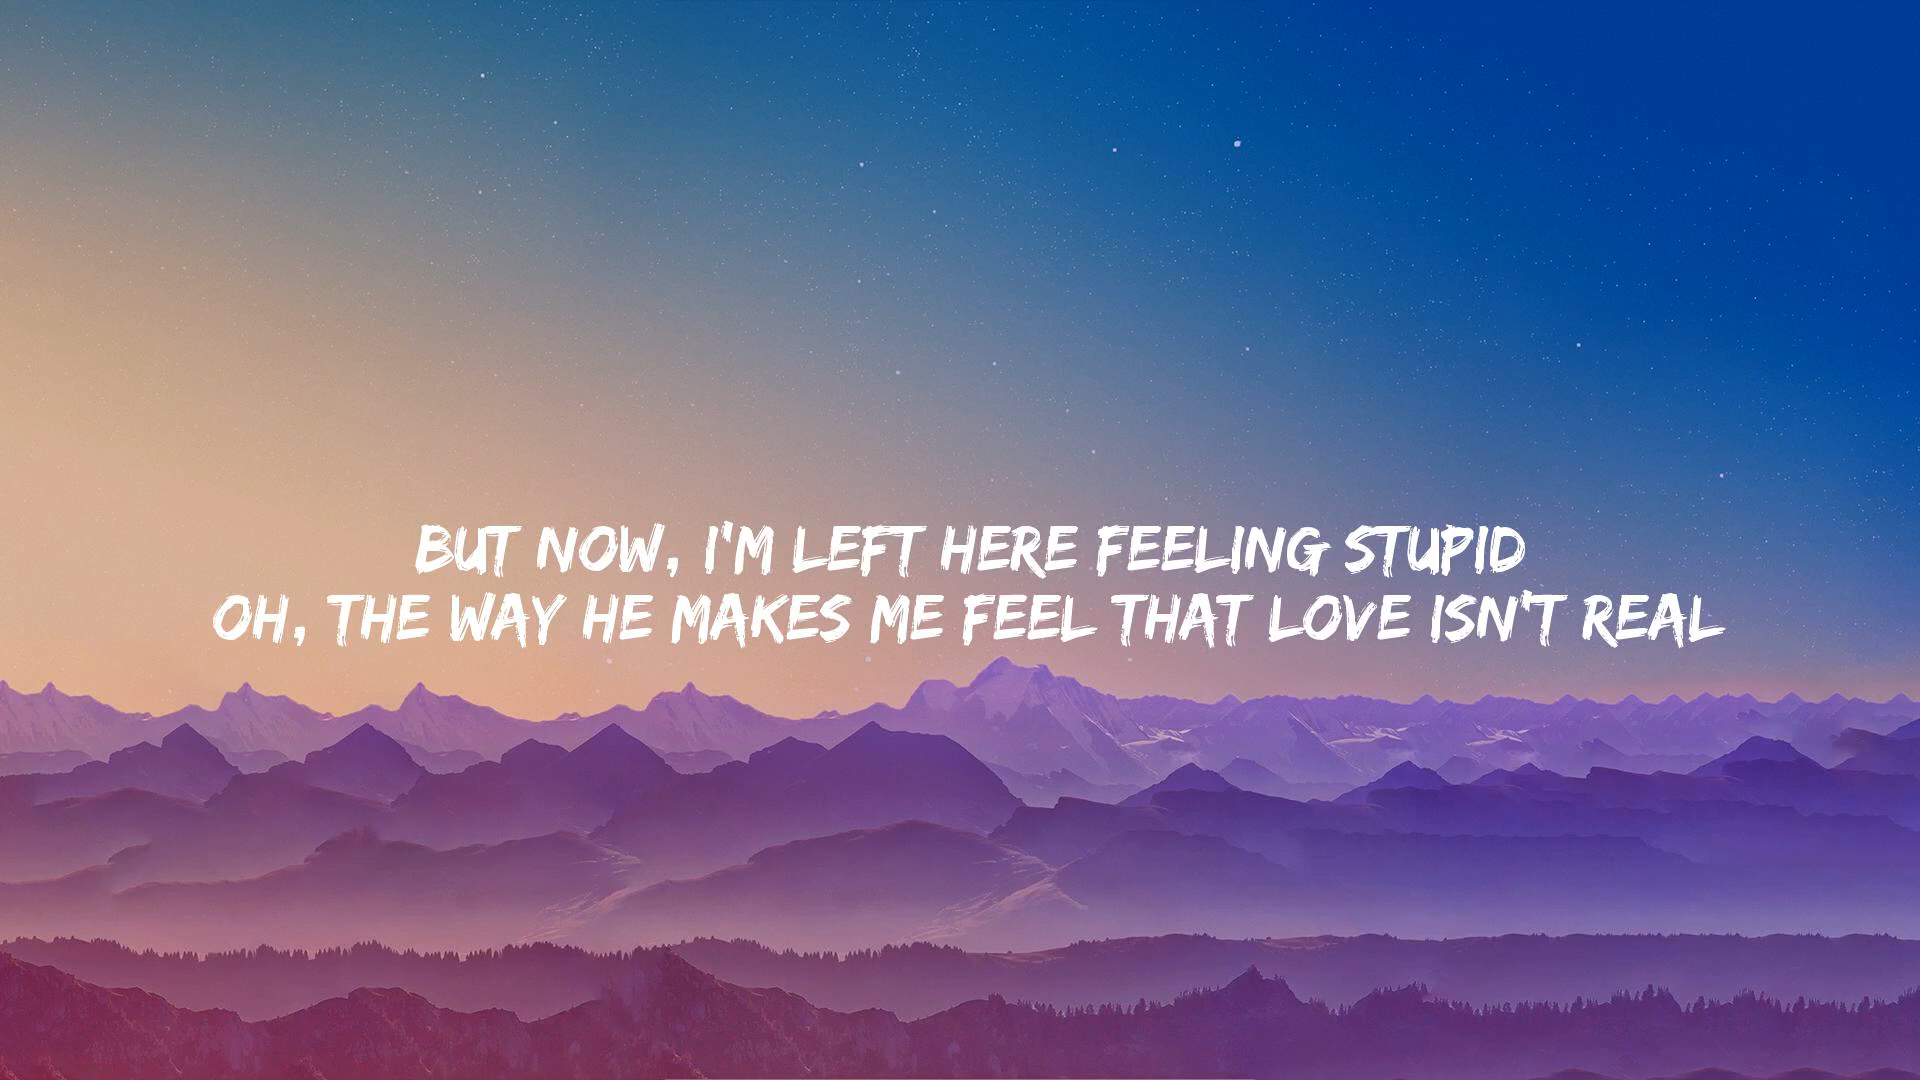 BUT NOW, I'M LEFT HERE FEELING STUPID
OH, THE WAY HE MAKES ME FEEL THAT LOVE ISN'T REAL